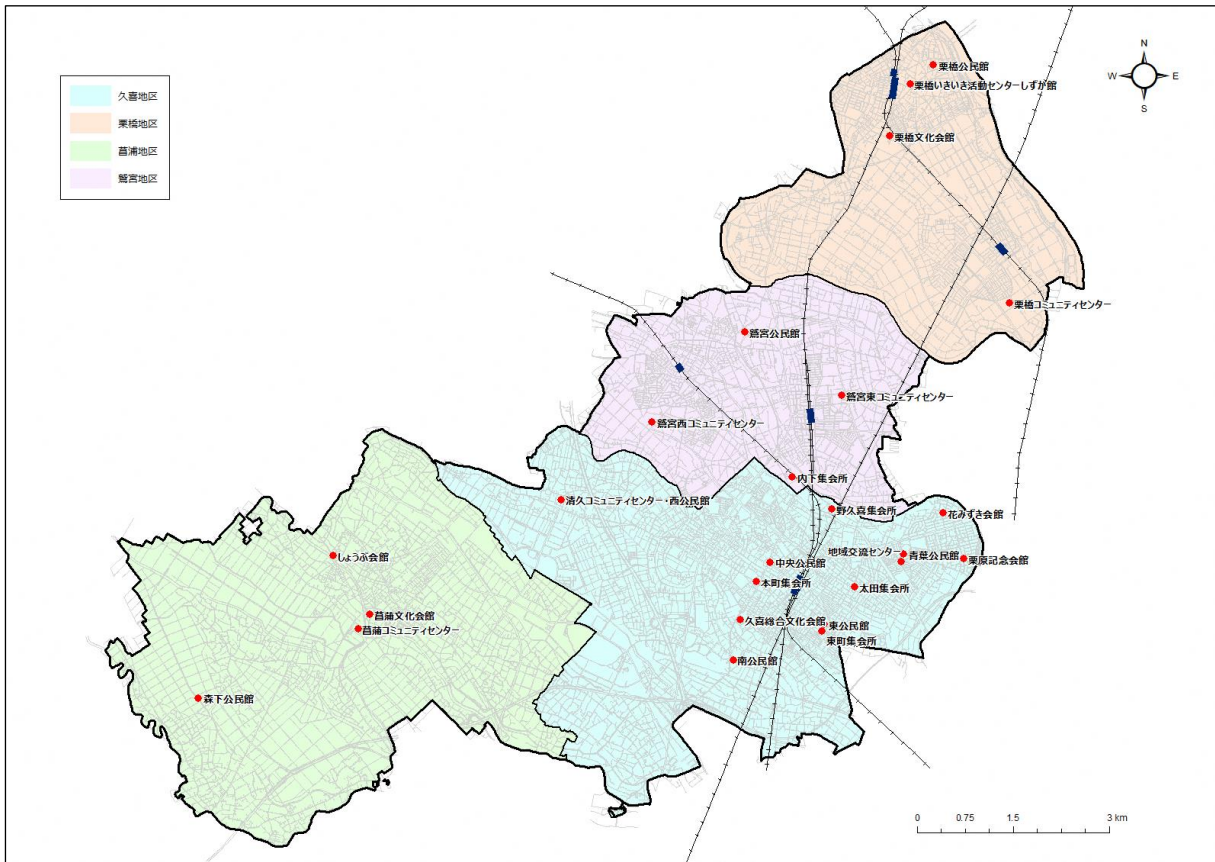 久喜地区
栗橋地区
菖蒲地区
鷲宮地区
N
W
E
S
栗橋公民館
栗橋いきいき活動センターしずか館
栗橋文化会館
栗橋コミュニティセンター
鷲宮公民館
鷲宮東コミュニティセンター
鷲宮西コミュニティセンター
内下集会所
清久コミュニティセンター・西公民館
野久喜集会所
花みずき会館
地域交流センター
青葉公民館
栗原記念会館
しょうぶ会館
中央公民館
本町集会所
太田集会所
菖蒲文化会館
久喜総合文化会館
東公民館
菖蒲コミュニティセンター
東町集会所
南公民館
森下公民館
0 0.75 1.5 3 km